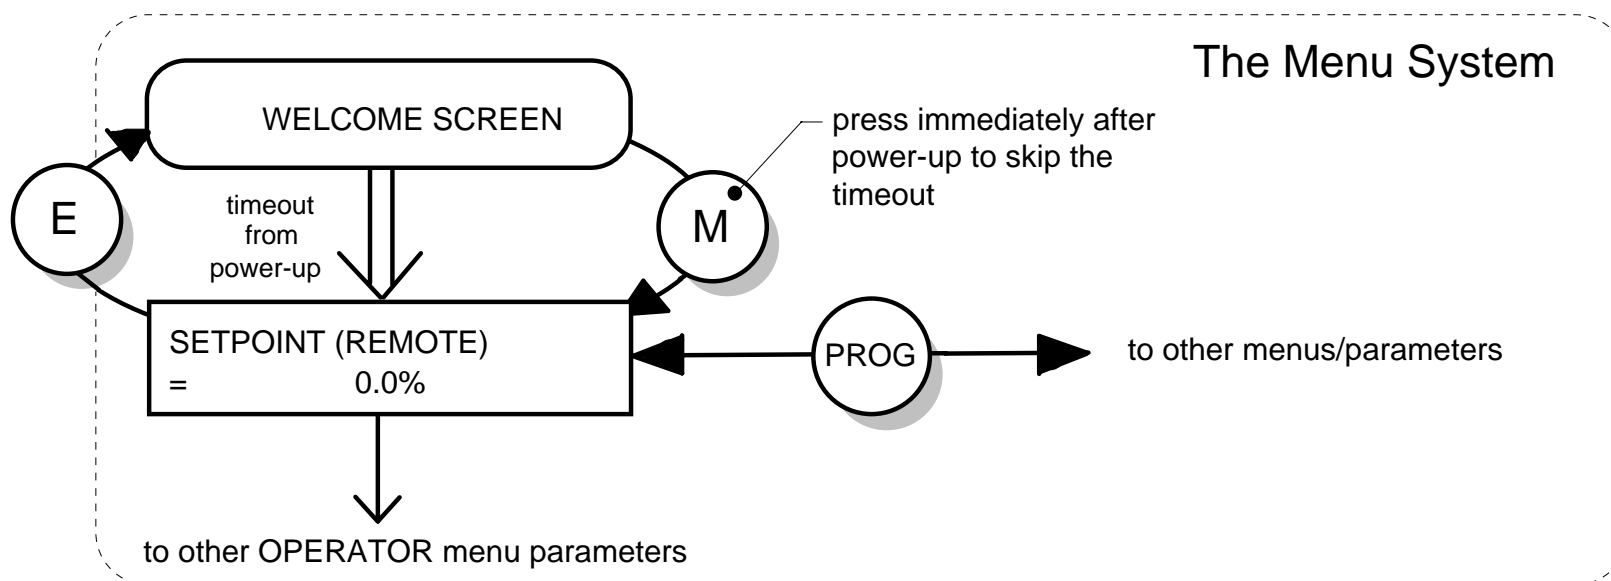 The Menu System
WELCOME SCREEN
press immediately after
power-up to skip the
timeout
E
timeout
from
power-up
M
SETPOINT (REMOTE)
= 0.0%
PROG
to other menus/parameters
to other OPERATOR menu parameters